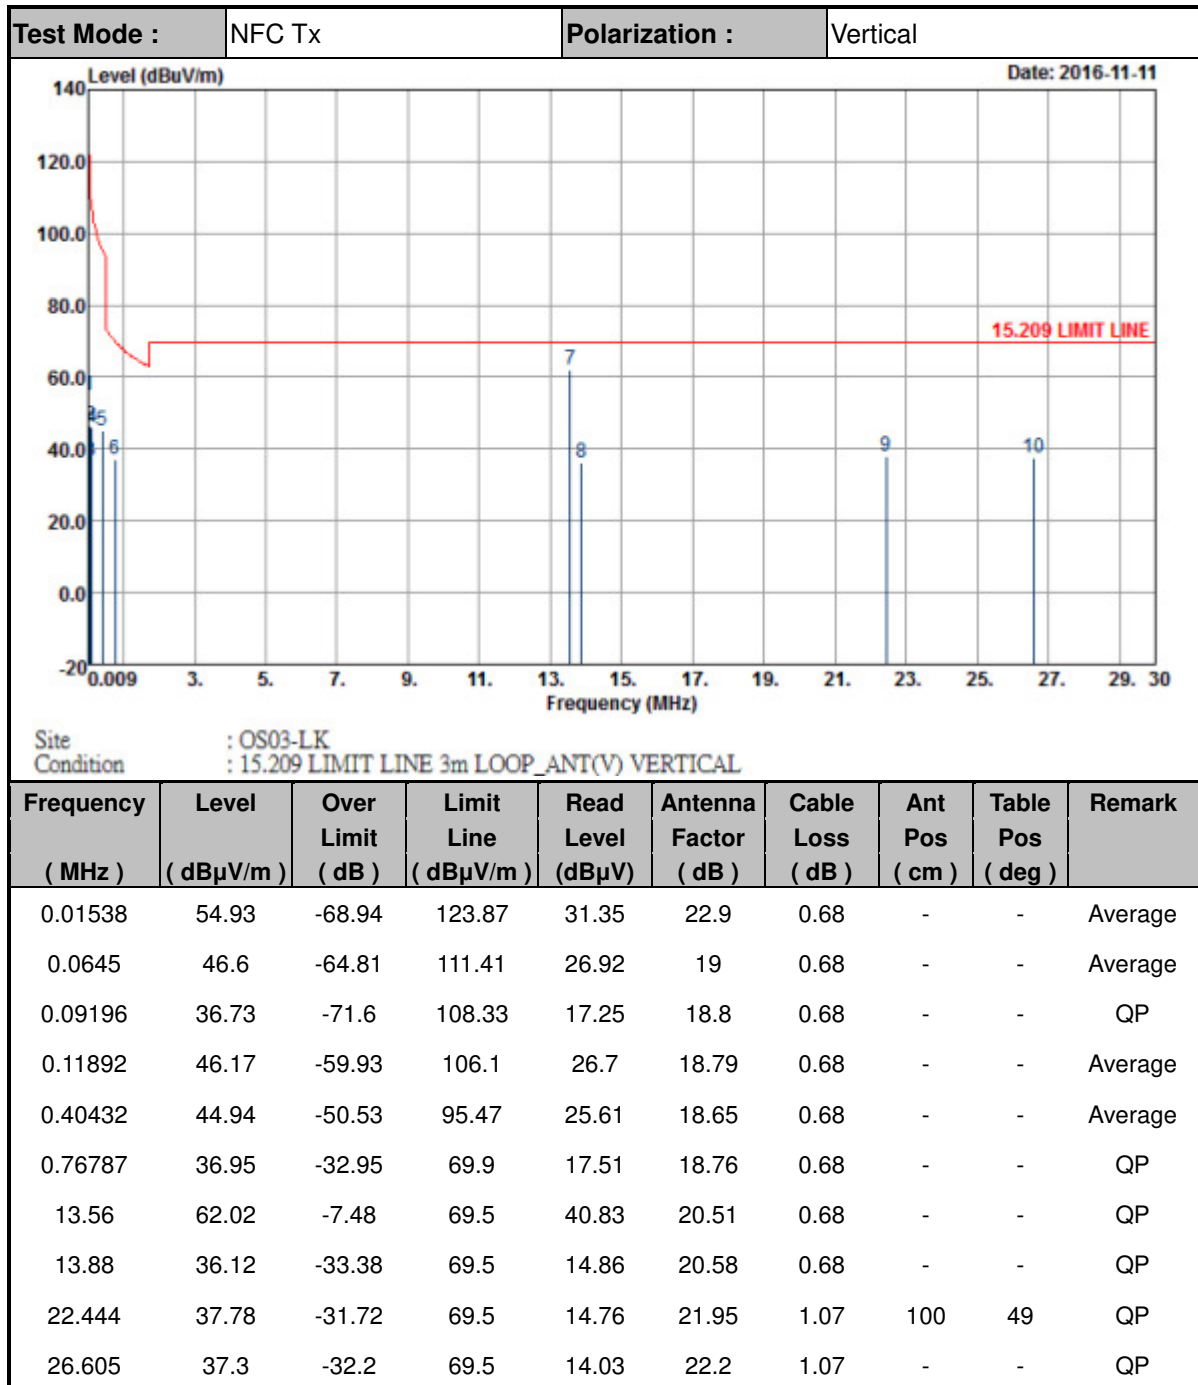 Test Mode : NFC Tx Polarization : Vertical
Level (dBuV/m) Date: 2016-11-11
140
120.0
100.0
80.0
15.209 LIMIT LINE
7
60.0
5
40.0 6 8 9 10
20.0
0.0
-20
0.009 3. 5. 7. 9. 11. 13. 15. 17. 19. 21. 23. 25. 27. 29. 30
Frequency (MHz)
Site : OS03-LK
Condition : 15.209 LIMIT LINE 3m LOOP_ANT(V) VERTICAL
Frequency Level Over Limit Read Antenna Cable Ant Table Remark
Limit Line Level Factor Loss Pos Pos
( MHz ) ( dBµV/m ) ( dB ) ( dBµV/m ) (dBµV) ( dB ) ( dB ) ( cm ) ( deg )
0.01538 54.93 -68.94 123.87 31.35 22.9 0.68 - - Average
0.0645 46.6 -64.81 111.41 26.92 19 0.68 - - Average
0.09196 36.73 -71.6 108.33 17.25 18.8 0.68 - - QP
0.11892 46.17 -59.93 106.1 26.7 18.79 0.68 - - Average
0.40432 44.94 -50.53 95.47 25.61 18.65 0.68 - - Average
0.76787 36.95 -32.95 69.9 17.51 18.76 0.68 - - QP
13.56 62.02 -7.48 69.5 40.83 20.51 0.68 - - QP
13.88 36.12 -33.38 69.5 14.86 20.58 0.68 - - QP
22.444 37.78 -31.72 69.5 14.76 21.95 1.07 100 49 QP
26.605 37.3 -32.2 69.5 14.03 22.2 1.07 - - QP